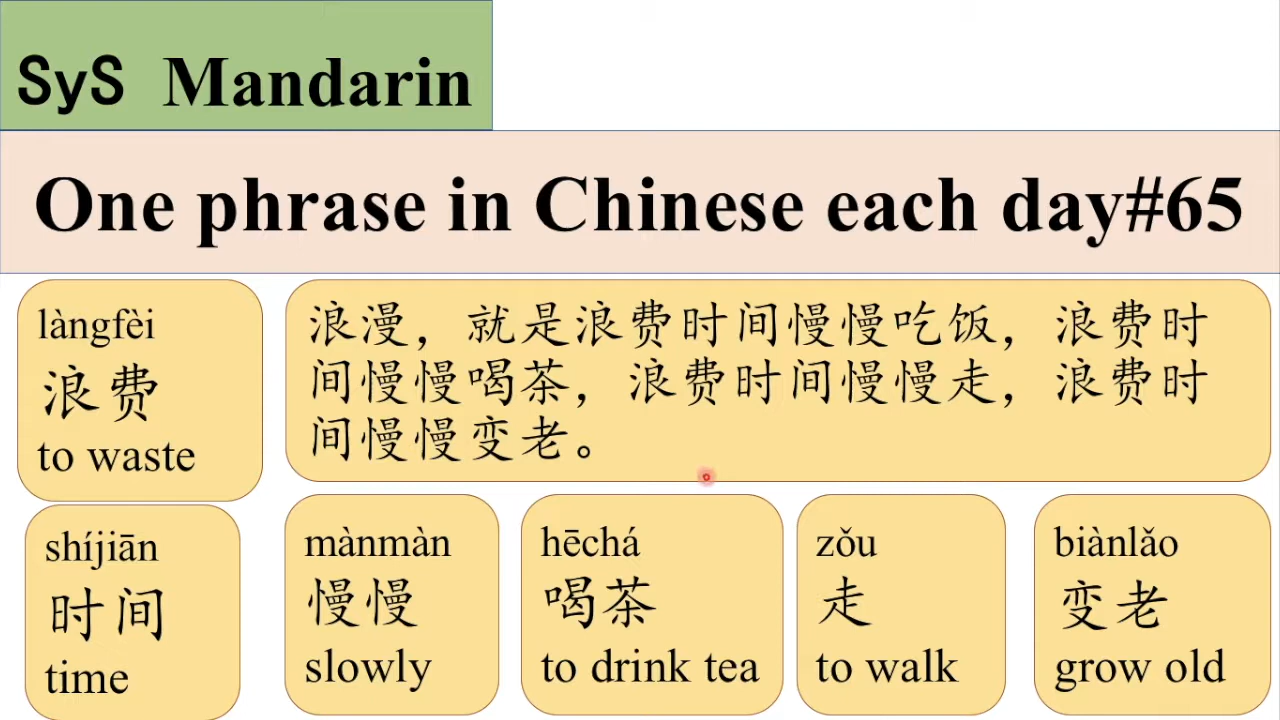 SyS Mandarin
One phrase in Chinese each day#65
làngfèi
浪费
to waste
浪漫，就是浪费时间慢慢吃饭，浪费时
间慢慢喝茶，浪费时间慢慢走，浪费时
间慢慢变老。
shíjiān
时间
time
mànmàn
慢慢
slowly
hēchá
喝茶
to drink tea
zǒu
走
to walk
biànlǎo
变老
grow old